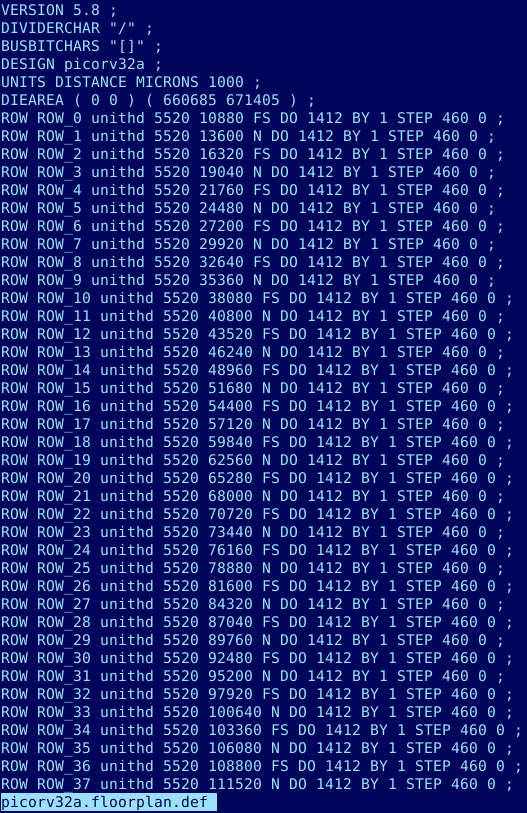 VERSION 5.8 ;
DIVIDERCHAR "/" ;
BUSBITCHARS "[]" ;
DESIGN picorv32a ;
UNITS DISTANCE MICRONS 1000 ;
DIEAREA ( 0 0 ) ( 660685 671405 ) ;
ROW ROW_0 unithd 5520 10880 FS DO 1412 BY 1 STEP 460 0 ;
ROW ROW_1 unithd 5520 13600 N DO 1412 BY 1 STEP 460 0 ;
ROW ROW_2 unithd 5520 16320 FS DO 1412 BY 1 STEP 460 0 ;
ROW ROW_3 unithd 5520 19040 N DO 1412 BY 1 STEP 460 0 ;
ROW ROW_4 unithd 5520 21760 FS DO 1412 BY 1 STEP 460 0 ;
ROW ROW_5 unithd 5520 24480 N DO 1412 BY 1 STEP 460 0 ;
ROW ROW_6 unithd 5520 27200 FS DO 1412 BY 1 STEP 460 0 ;
ROW ROW_7 unithd 5520 29920 N DO 1412 BY 1 STEP 460 0 ;
ROW ROW_8 unithd 5520 32640 FS DO 1412 BY 1 STEP 460 0 ;
ROW ROW_9 unithd 5520 35360 N DO 1412 BY 1 STEP 460 0 ;
ROW ROW_10 unithd 5520 38080 FS DO 1412 BY 1 STEP 460 0 ;
ROW ROW_11 unithd 5520 40800 N DO 1412 BY 1 STEP 460 0 ;
ROW ROW_12 unithd 5520 43520 FS DO 1412 BY 1 STEP 460 0 ;
ROW ROW_13 unithd 5520 46240 N DO 1412 BY 1 STEP 460 0 ;
ROW ROW_14 unithd 5520 48960 FS DO 1412 BY 1 STEP 460 0 ;
ROW ROW_15 unithd 5520 51680 N DO 1412 BY 1 STEP 460 0 ;
ROW ROW_16 unithd 5520 54400 FS DO 1412 BY 1 STEP 460 0 ;
ROW ROW_17 unithd 5520 57120 N DO 1412 BY 1 STEP 460 0 ;
ROW ROW_18 unithd 5520 59840 FS DO 1412 BY 1 STEP 460 0 ;
ROW ROW_19 unithd 5520 62560 N DO 1412 BY 1 STEP 460 0 ;
ROW ROW_20 unithd 5520 65280 FS DO 1412 BY 1 STEP 460 0 ;
ROW ROW_21 unithd 5520 68000 N DO 1412 BY 1 STEP 460 0 ;
ROW ROW_22 unithd 5520 70720 FS DO 1412 BY 1 STEP 460 0 ;
ROW ROW_23 unithd 5520 73440 N DO 1412 BY 1 STEP 460 0 ;
ROW ROW_24 unithd 5520 76160 FS DO 1412 BY 1 STEP 460 0 ;
ROW ROW_25 unithd 5520 78880 N DO 1412 BY 1 STEP 460 0 ;
ROW ROW_26 unithd 5520 81600 FS DO 1412 BY 1 STEP 460 0 ;
ROW ROW_27 unithd 5520 84320 N DO 1412 BY 1 STEP 460 0 ;
ROW ROW_28 unithd 5520 87040 FS DO 1412 BY 1 STEP 460 0 ;
ROW ROW_29 unithd 5520 89760 N DO 1412 BY 1 STEP 460 0 ;
ROW ROW_30 unithd 5520 92480 FS DO 1412 BY 1 STEP 460 0 ;
ROW ROW_31 unithd 5520 95200 N DO 1412 BY 1 STEP 460 0 ;
ROW ROW_32 unithd 5520 97920 FS DO 1412 BY 1 STEP 460 0 ;
ROW ROW_33 unithd 5520 100640 N DO 1412 BY 1 STEP 460 0 ;
ROW ROW_34 unithd 5520 103360 FS DO 1412 BY 1 STEP 460 0 ;
ROW ROW_35 unithd 5520 106080 N DO 1412 BY 1 STEP 460 0 ;
ROW ROW_36 unithd 5520 108800 FS DO 1412 BY 1 STEP 460 0 ;
ROW ROW_37 unithd 5520 111520 N DO 1412 BY 1 STEP 460 0 ;
picorv32a.floorplan.def